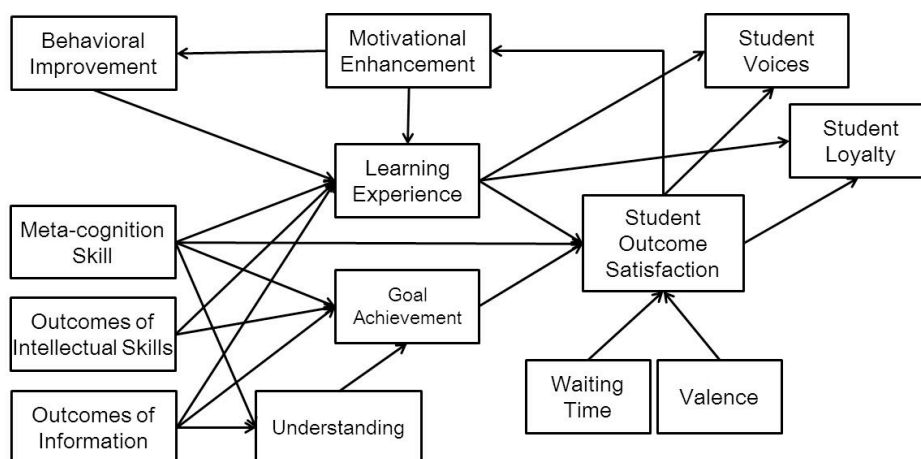 Behavioral
Improvement
Motivational
Enhancement
Student
Voices
Student
Loyalty
Learning
Experience
Meta-cognition
Skill
Student
Outcome
Satisfaction
Goal
Achievement
Outcomes of
Intellectual Skills
Waiting
Time
Valence
Outcomes of
Information
Understanding